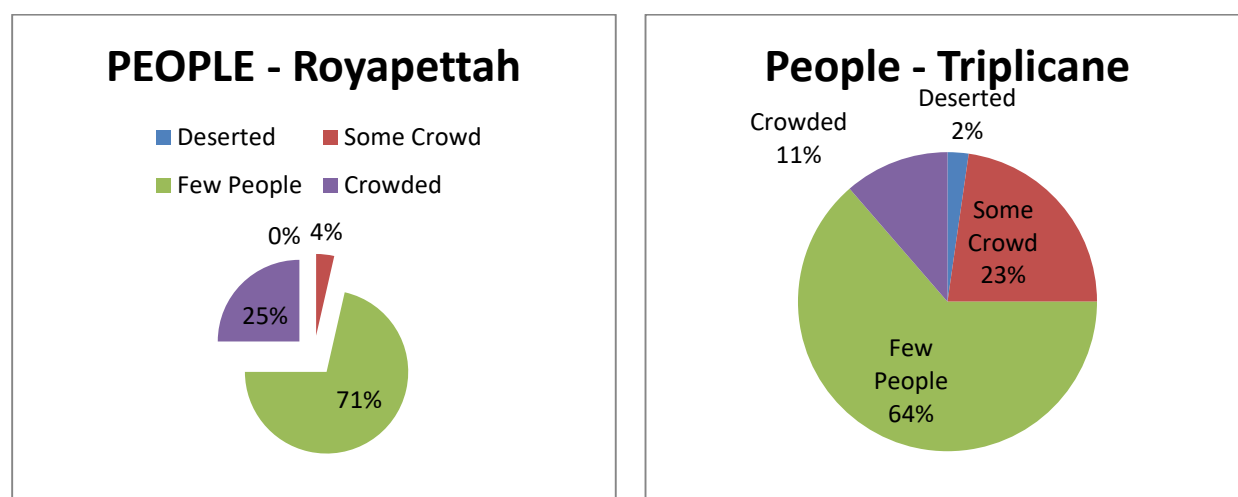 PEOPLE - Royapettah
Deserted
Some Crowd
Few People
Crowded
0%
4%
25%
71%
People - Triplicane
Deserted
2%
Crowded
11%
Some
Crowd
23%
Few
People
64%